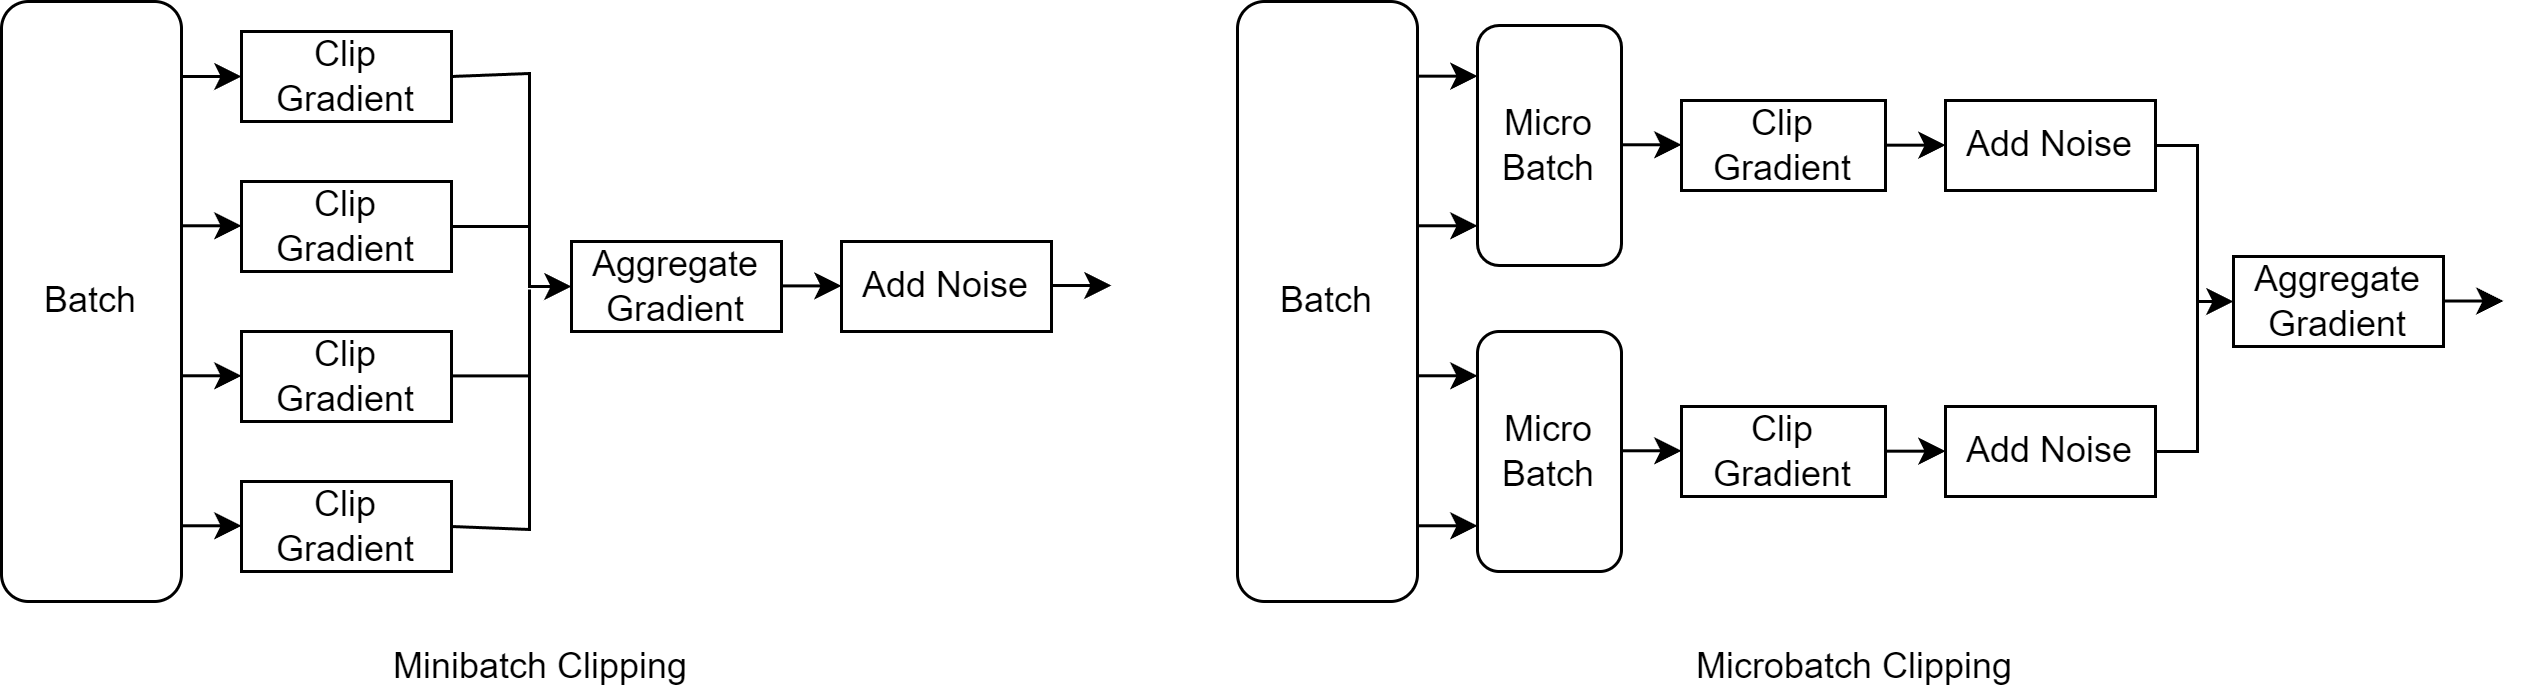 Batch
Clip
Gradient
Clip
Gradient
Clip
Gradient
Clip
Gradient
Aggregate
Gradient
Add Noise
Minibatch Clipping
Batch
Micro
Batch
Clip
Gradient
Add Noise
Micro
Batch
Clip
Gradient
Add Noise
Aggregate
Gradient
Microbatch Clipping